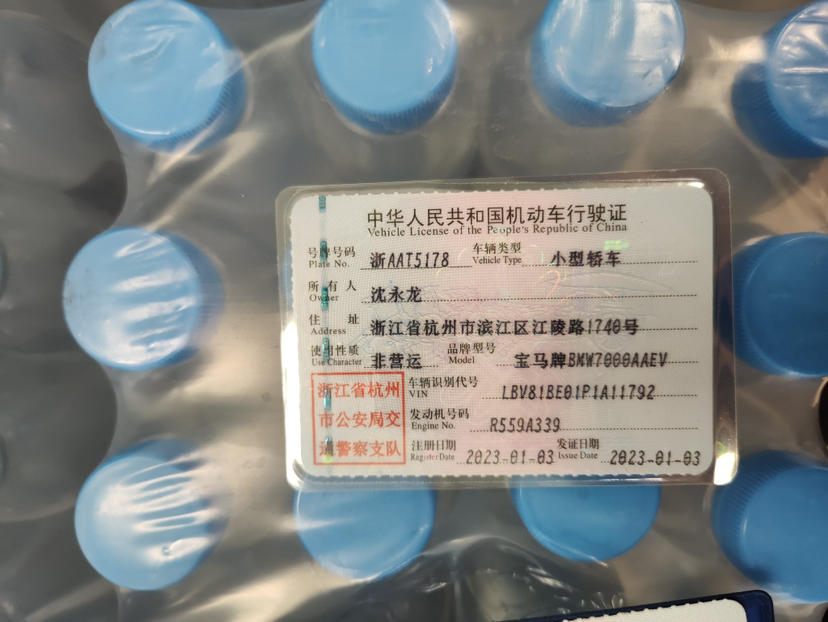 中华人民共和国机动车行驶证
Vehicle License of the People's Republic of China
号牌号码 浙AAT5178 车辆类型 小型轿车
Plate No. Vehicle Type
所有人 沈永龙
Owner
住址 浙江省杭州市滨江区江陵路1740号
Address
使用性质 非营运 品牌型号 宝马牌BMW7000AAEV
Use Character Model
浙江省杭州
市公安局交
通警察支队
车辆识别代号 LBV81BE01P1A11792
VIN
发动机号码 R559A339
Engine No.
注册日期 2023-01-03 发证日期 2023-01-03
Register Date Issue Date